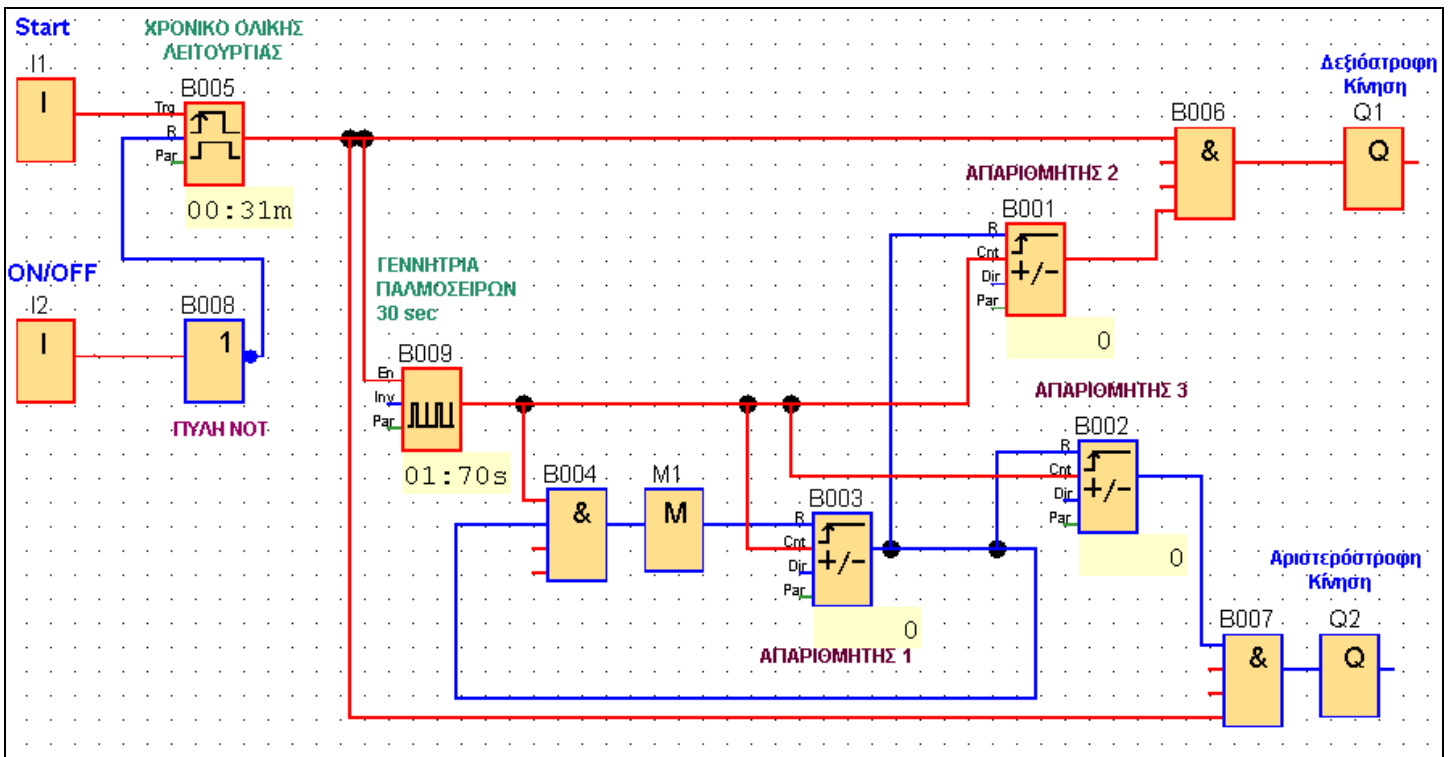 Start
ΧΡΟΝΙΚΟ ΟΛΙΚΗΣ
ΛΕΙΤΟΥΡΓΙΑΣ
I1
I
B005
Trg
R
Par
00:31m
Δεξιόστροφη
Κίνηση
B006
&
Q1
Q
ΑΠΑΡΙΘΜΗΤΗΣ 2
B001
R
Cnt
Dir
Par
+/-
0
ON/OFF
I2
I
B008
1
ΠΥΛΗ NOT
ΓΕΝΝΗΤΡΙΑ
ΠΑΛΜΟΣΕΙΡΩΝ
30 sec
B009
En
Inv
Par
01:70s
ΑΠΑΡΙΘΜΗΤΗΣ 3
B002
R
Cnt
Dir
Par
+/-
0
B004
&
M1
M
B003
R
Cnt
Dir
Par
+/-
0
ΑΠΑΡΙΘΜΗΤΗΣ 1
Αριστερόστροφη
Κίνηση
B007
&
Q2
Q